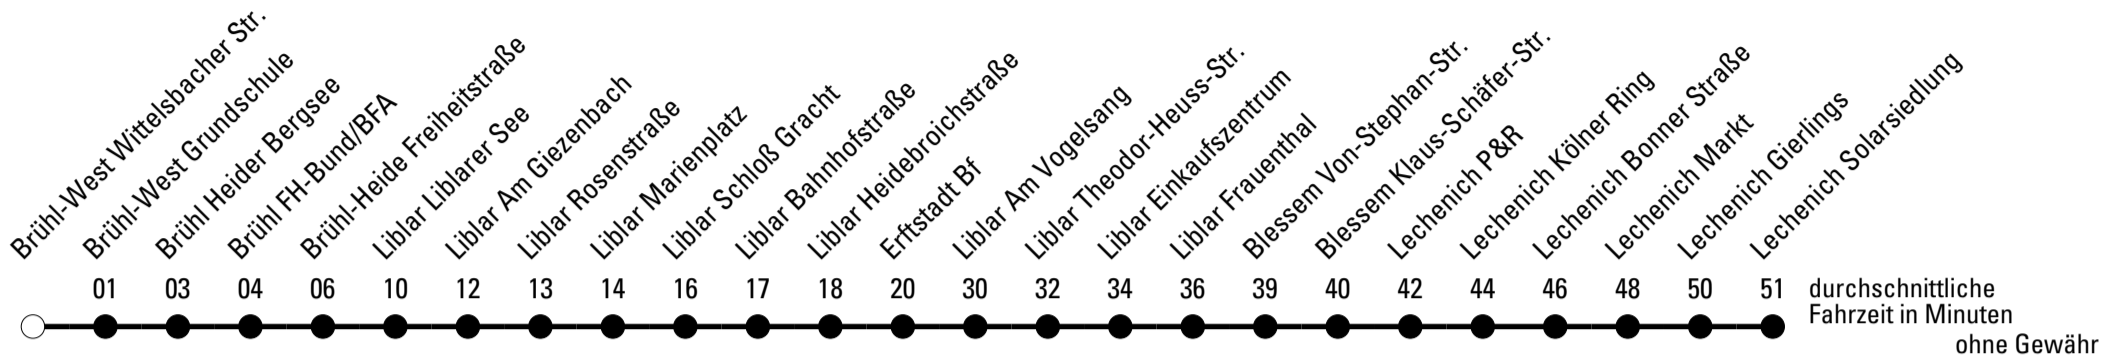 Brühl-West Wittelsbacher Str.
Brühl-West Grundschule
Brühl Heider Bergsee
Brühl FH-Bund/BFA
Brühl-Heide Freiheitstraße
Liblar Liblarer See
Liblar Am Giezenbach
Liblar Rosenstraße
Liblar Marienplatz
Liblar Schloß Gracht
Liblar Bahnhofstraße
Liblar Heidebroichstraße
Erftstadt Bf
Liblar Am Vogelsang
Liblar Theodor-Heuss-Str.
Liblar Einkaufszentrum
Liblar Frauenthal
Blessem Von-Stephan-Str.
Blessem Klaus-Schäfer-Str.
Lechenich P&R
Lechenich Kölner Ring
Lechenich Bonner Straße
Lechenich Markt
Lechenich Gierlings
Lechenich Solarsiedlung
01 03 04 06 10 12 13 14 16 17 18 20 30 32 34 36 39 40 42 44 46 48 50 51
durchschnittliche
Fahrzeit in Minuten
ohne Gewähr